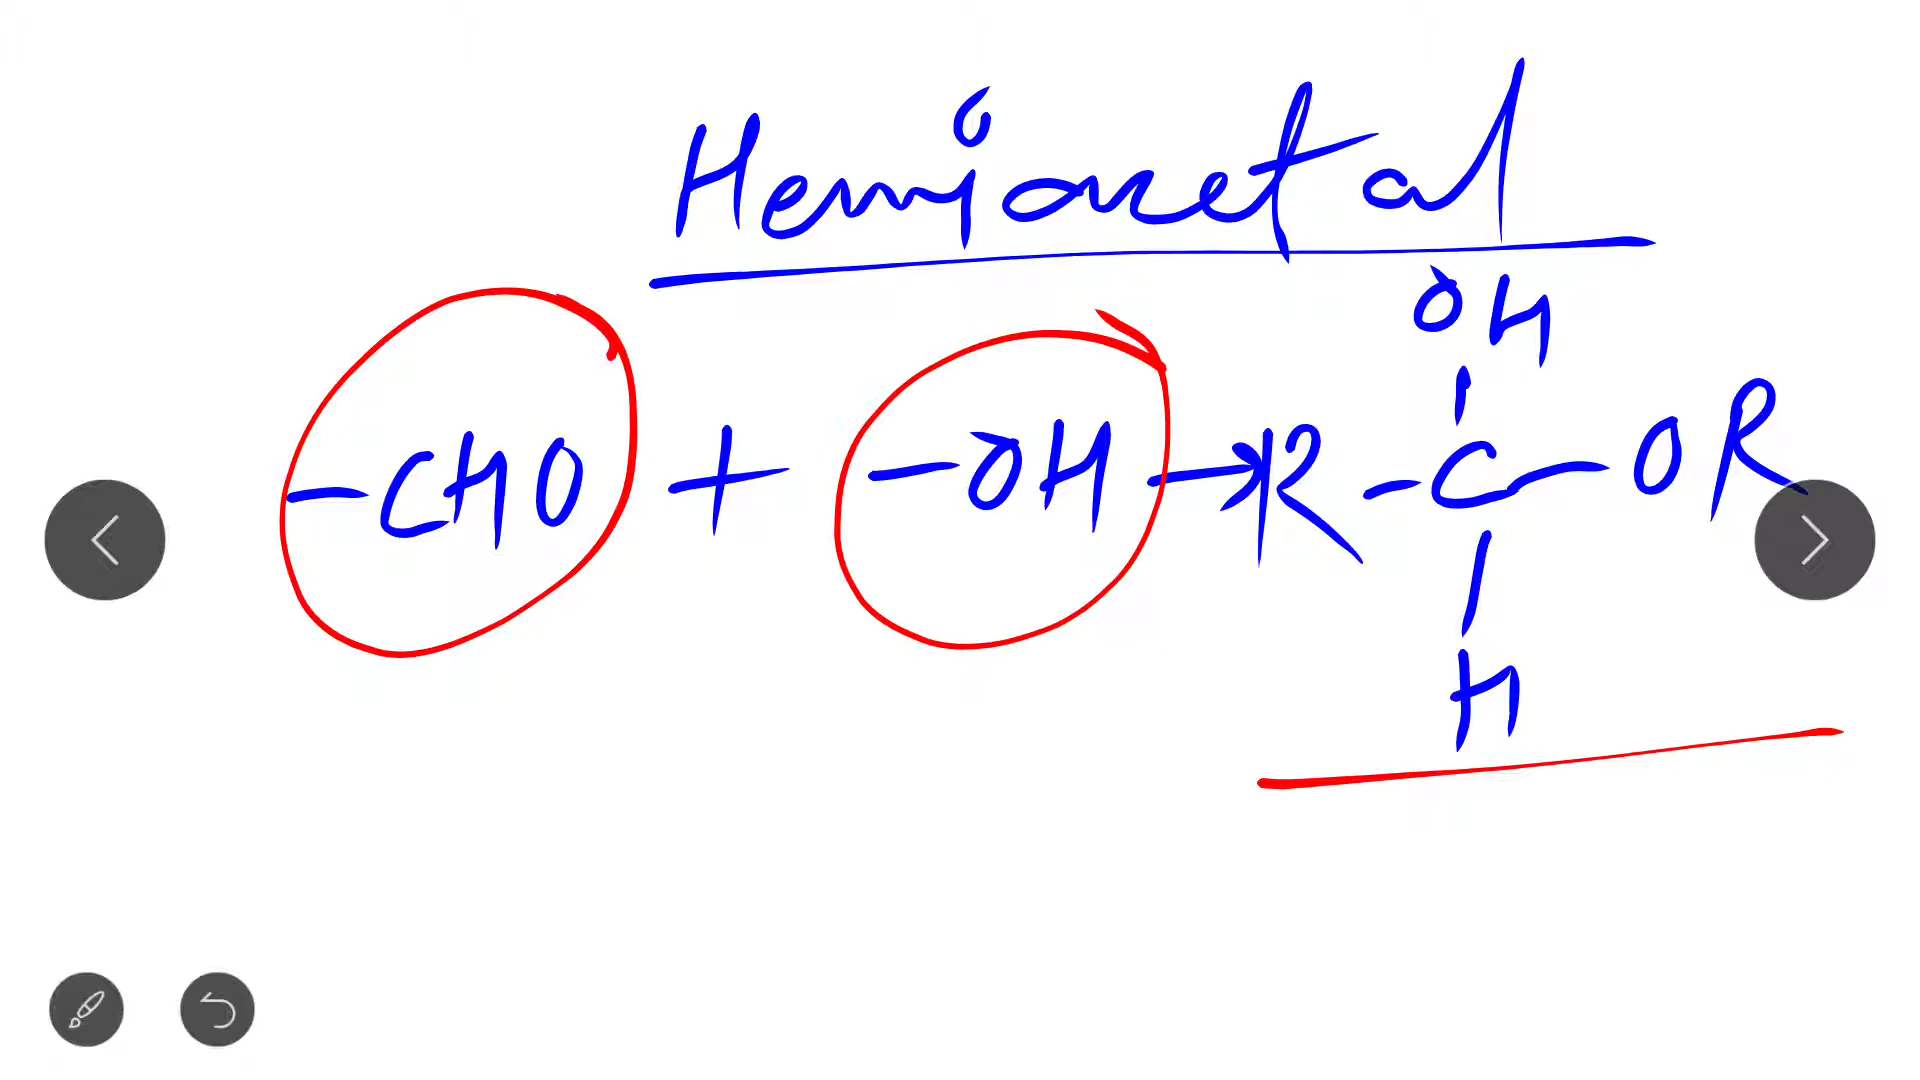 Hemiacetal
OH
-CHO + -OH → R-C-OR
H